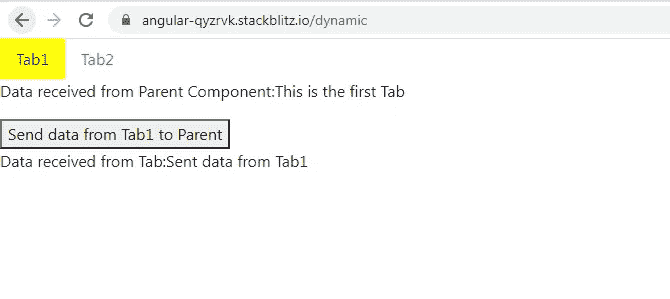 angular-qyzrvk.stackblitz.io/dynamic
Tab1 Tab2
Data received from Parent Component:This is the first Tab
Send data from Tab1 to Parent
Data received from Tab:Sent data from Tab1